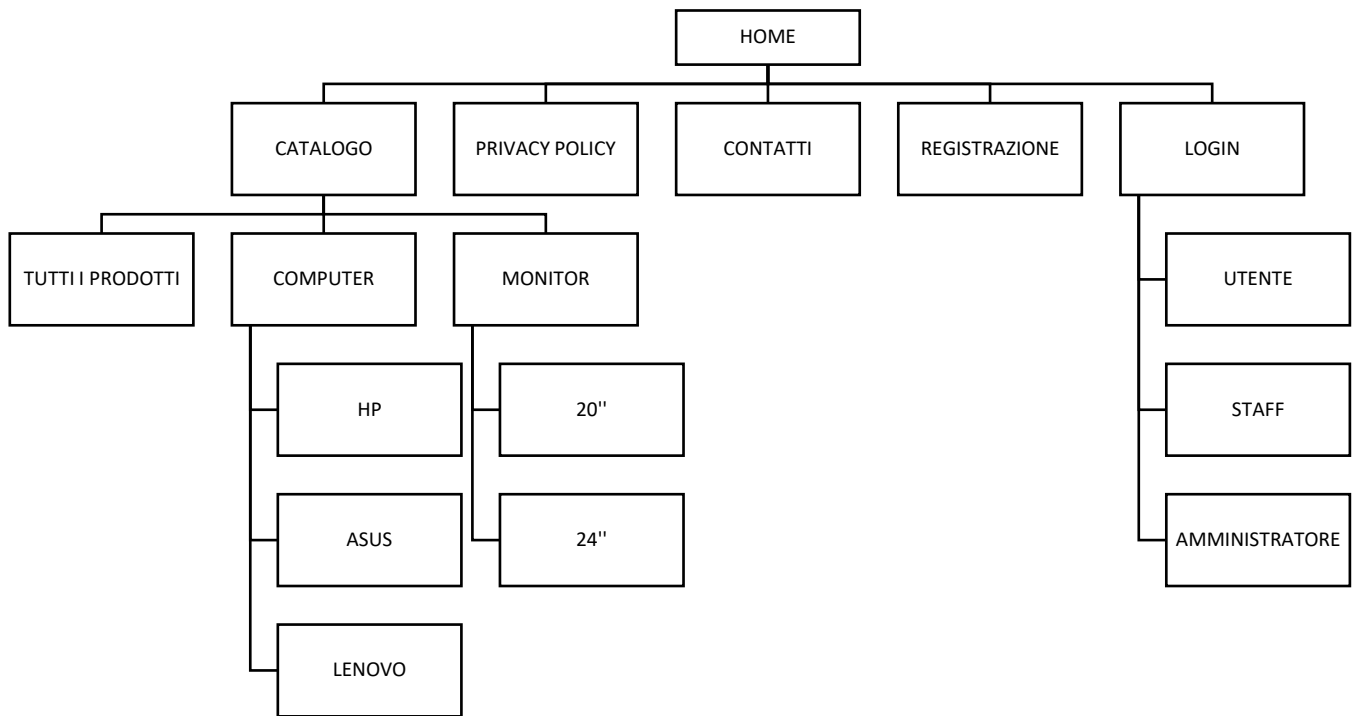 HOME
CATALOGO
PRIVACY POLICY
CONTATTI
REGISTRAZIONE
LOGIN
TUTTI I PRODOTTI
COMPUTER
MONITOR
UTENTE
HP
20''
STAFF
ASUS
24''
AMMINISTRATORE
LENOVO